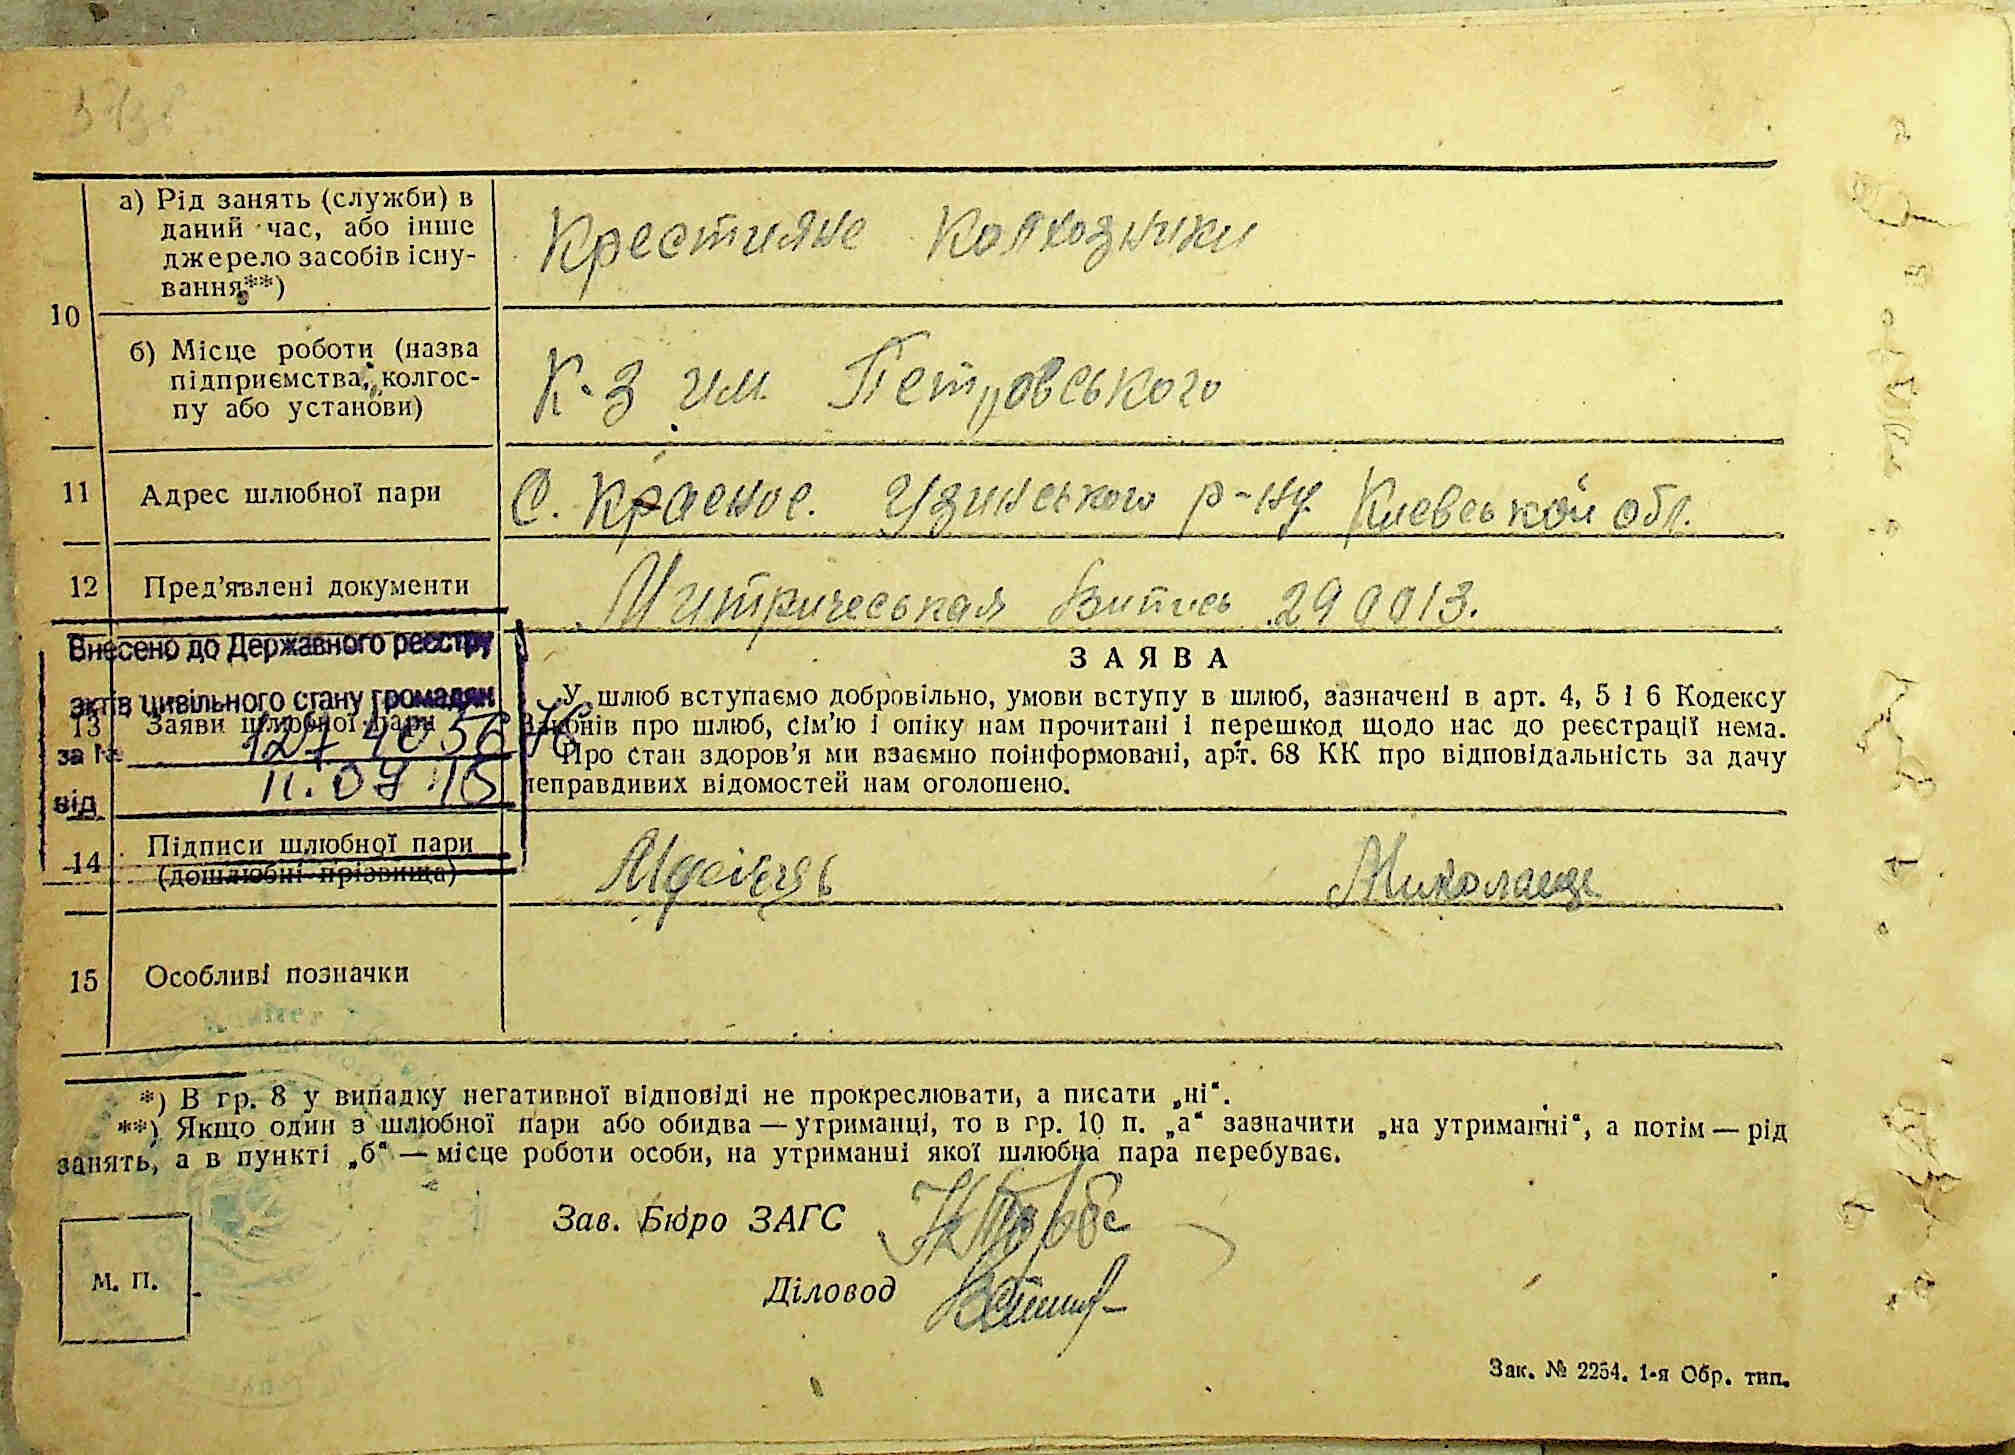 а) Рід занять (служби) в
даний час, або інше
джерело засобів існу-
вання**)
Крестияне Колхозники
10
б) Місце роботи (назва
підприємства, колгос-
пу або установи)
К-з им. Петровського
11 Адрес шлюбної пари
С. Красное. Узинського р-ну. Киевськой обл.
12 Пред'явлені документи
Митрическая Випись 290013.
Внесено до Державного реєстру
актів цивільного стану громадян
за №
від 11.07.15
13 Заяви шлюбної пари
ЗАЯВА
У шлюб вступаємо добровільно, умови вступу в шлюб, зазначені в арт. 4, 5 і 6 Кодексу
Законів про шлюб, сім'ю і опіку нам прочитані і перешкод щодо нас до реєстрації нема.
Про стан здоров'я ми взаємно поінформовані, арт. 68 КК про відповідальність за дачу
неправдивих відомостей нам оголошено.
14 Підписи шлюбної пари
(дошлюбні прізвища)
15 Особливі позначки
*) В гр. 8 у випадку негативної відповіді не прокреслювати, а писати „ні“.
**) Якщо один з шлюбної пари або обидва — утриманці, то в гр. 10 п. „а“ зазначити „на утриманні“, а потім — рід
занять, а в пункті „б“ — місце роботи особи, на утриманні якої шлюбна пара перебуває.
Зав. Бюро ЗАГС
М. П.
Діловод
Зак. № 2254. 1-я Обр. тип.